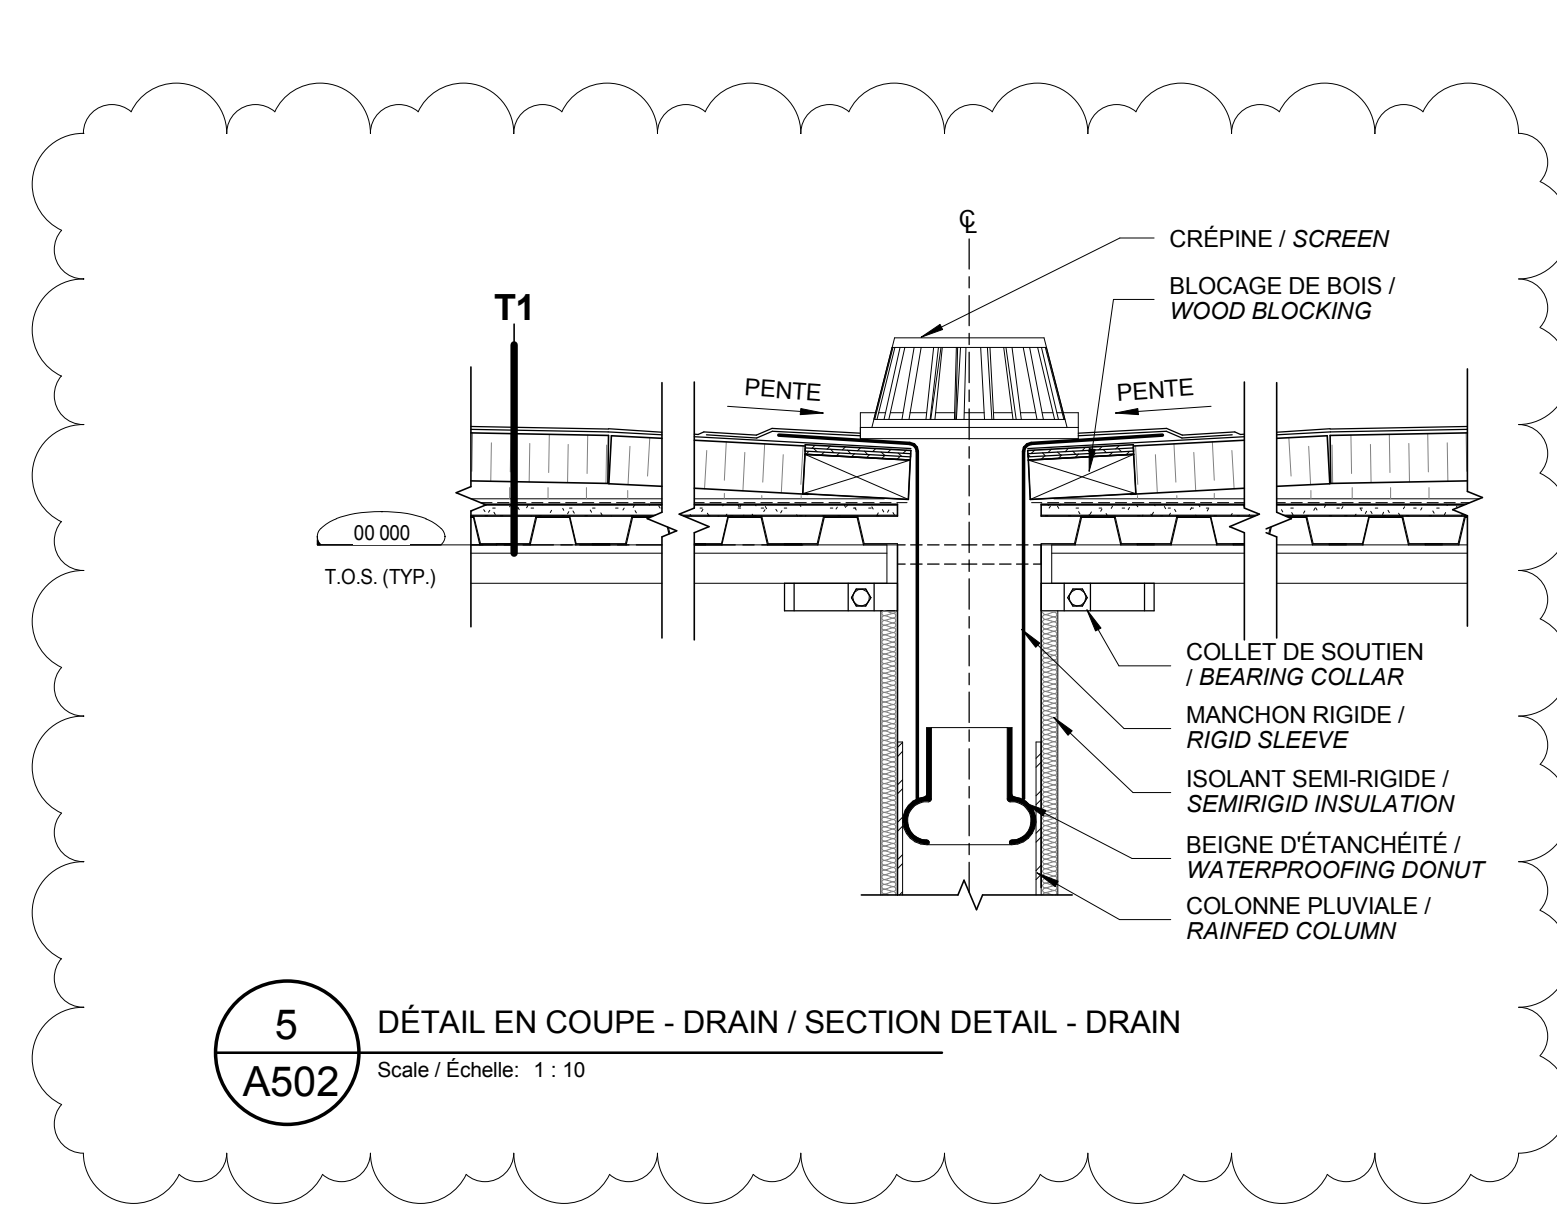 ℄
CRÉPINE / SCREEN
BLOCAGE DE BOIS /
WOOD BLOCKING
T1
PENTE
PENTE
00 000
T.O.S. (TYP.)
COLLET DE SOUTIEN
/ BEARING COLLAR
MANCHON RIGIDE /
RIGID SLEEVE
ISOLANT SEMI-RIGIDE /
SEMIRIGID INSULATION
BEIGNE D'ÉTANCHÉITÉ /
WATERPROOFING DONUT
COLONNE PLUVIALE /
RAINFED COLUMN
5
A502
DÉTAIL EN COUPE - DRAIN / SECTION DETAIL - DRAIN
Scale / Échelle: 1 : 10